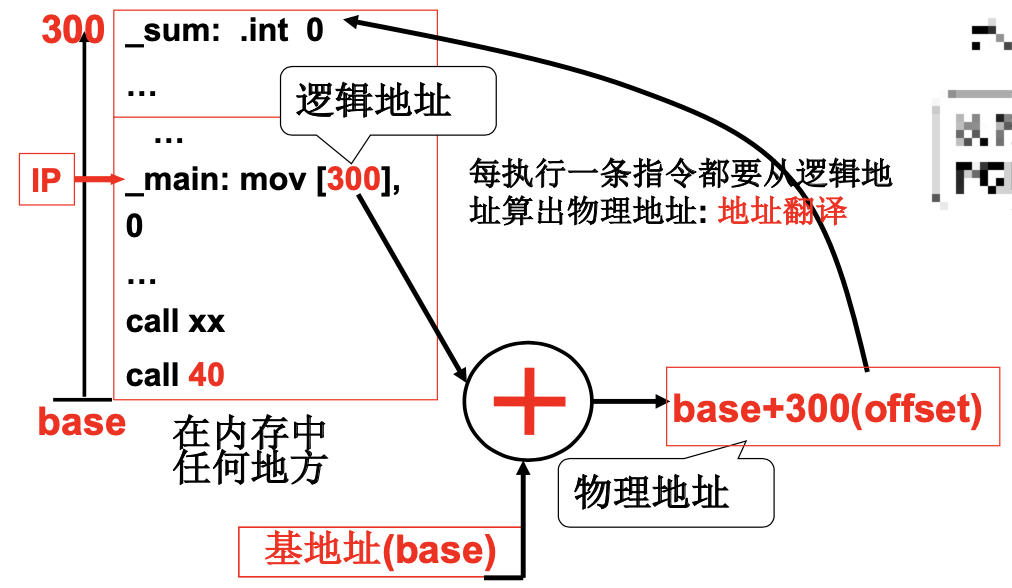 300
_sum: .int 0
...
逻辑地址
...
IP
_main: mov [300],
0
...
call xx
call 40
base
在内存中
任何地方
每执行一条指令都要从逻辑地
址算出物理地址: 地址翻译
+
base+300(offset)
物理地址
基地址(base)